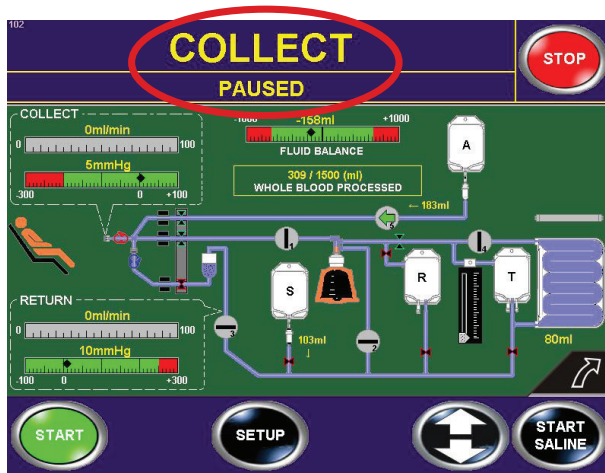 102
COLLECT
PAUSED
STOP
COLLECT
0ml/min
0 100
5mmHg
-300 0 +100
-1000 -158ml +1000
FLUID BALANCE
309 / 1500 (ml)
WHOLE BLOOD PROCESSED
A
← 183ml
5
1
4
S
R
T
103ml
↓
3
2
80ml
RETURN
0ml/min
0 100
10mmHg
-100 0 +300
START
SETUP
START
SALINE